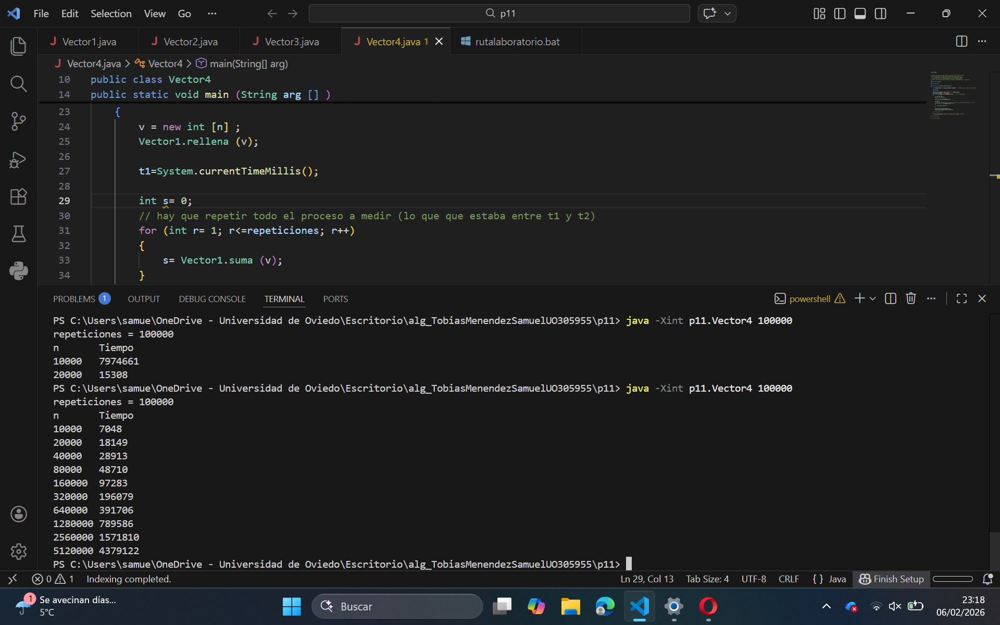 File Edit Selection View Go ··· p11
Vector1.java Vector2.java Vector3.java Vector4.java 1 rutalaboratorio.bat
Vector4.java > Vector4 > main(String[] arg)
10 public class Vector4
14 public static void main (String arg [] )
23 {
24 v = new int [n] ;
25 Vector1.rellena (v);
26
27 t1=System.currentTimeMillis();
28
29 int s= 0;
30 // hay que repetir todo el proceso a medir (lo que que estaba entre t1 y t2)
31 for (int r= 1; r<=repeticiones; r++)
32 {
33 s= Vector1.suma (v);
34 }
PROBLEMS 1 OUTPUT DEBUG CONSOLE TERMINAL PORTS powershell
PS C:\Users\samue\OneDrive - Universidad de Oviedo\Escritorio\alg_TobiasMenendezSamuelUO305955\p11> java -Xint p11.Vector4 100000
repeticiones = 100000
n Tiempo
10000 7974661
20000 15308
PS C:\Users\samue\OneDrive - Universidad de Oviedo\Escritorio\alg_TobiasMenendezSamuelUO305955\p11> java -Xint p11.Vector4 100000
repeticiones = 100000
n Tiempo
10000 7048
20000 18149
40000 28913
80000 48710
160000 97283
320000 196079
640000 391706
1280000 789586
2560000 1571810
5120000 4379122
PS C:\Users\samue\OneDrive - Universidad de Oviedo\Escritorio\alg_TobiasMenendezSamuelUO305955\p11>
0 1 Indexing completed. Ln 29, Col 13 Tab Size: 4 UTF-8 CRLF { } Java Finish Setup
1 Se avecinan días... Buscar 23:18
5°C 06/02/2026